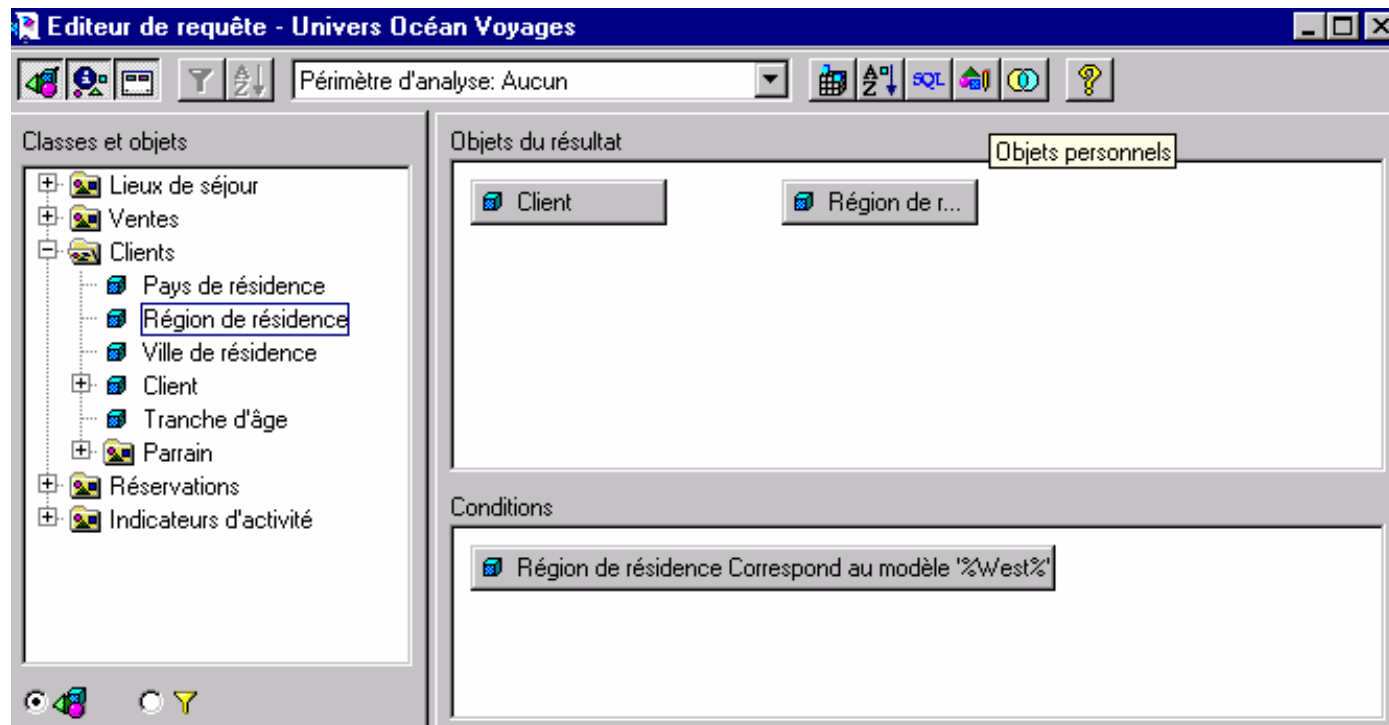 Editeur de requête - Univers Océan Voyages
Périmètre d'analyse: Aucun
SQL
Classes et objets
Lieux de séjour
Ventes
Clients
Pays de résidence
Région de résidence
Ville de résidence
Client
Tranche d'âge
Parrain
Réservations
Indicateurs d'activité
Objets du résultat
Objets personnels
Client
Région de r...
Conditions
Région de résidence Correspond au modèle '%West%'